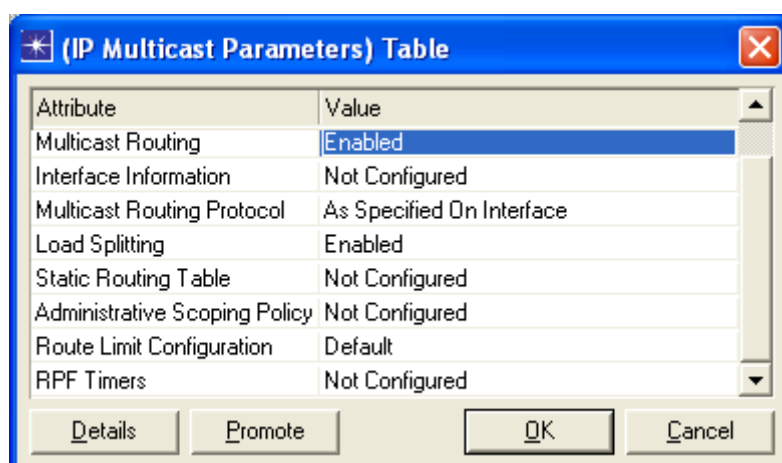 (IP Multicast Parameters) Table
Attribute Value
Multicast Routing Enabled
Interface Information Not Configured
Multicast Routing Protocol As Specified On Interface
Load Splitting Enabled
Static Routing Table Not Configured
Administrative Scoping Policy Not Configured
Route Limit Configuration Default
RPF Timers Not Configured
Details Promote OK Cancel